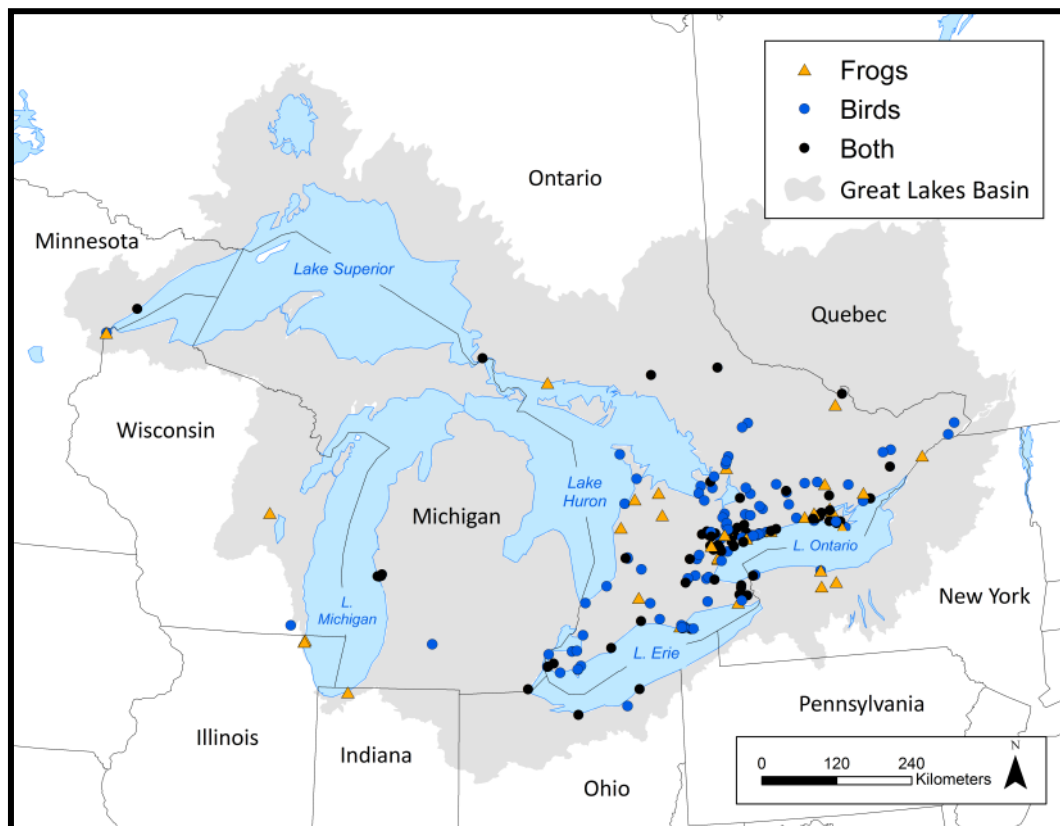 Frogs
Birds
Both
Great Lakes Basin
Ontario
Minnesota
Lake Superior
Quebec
Wisconsin
Lake
Huron
Michigan
L. Ontario
L.
Michigan
New York
L. Erie
Pennsylvania
Illinois
Indiana
Ohio
N
0 120 240
Kilometers